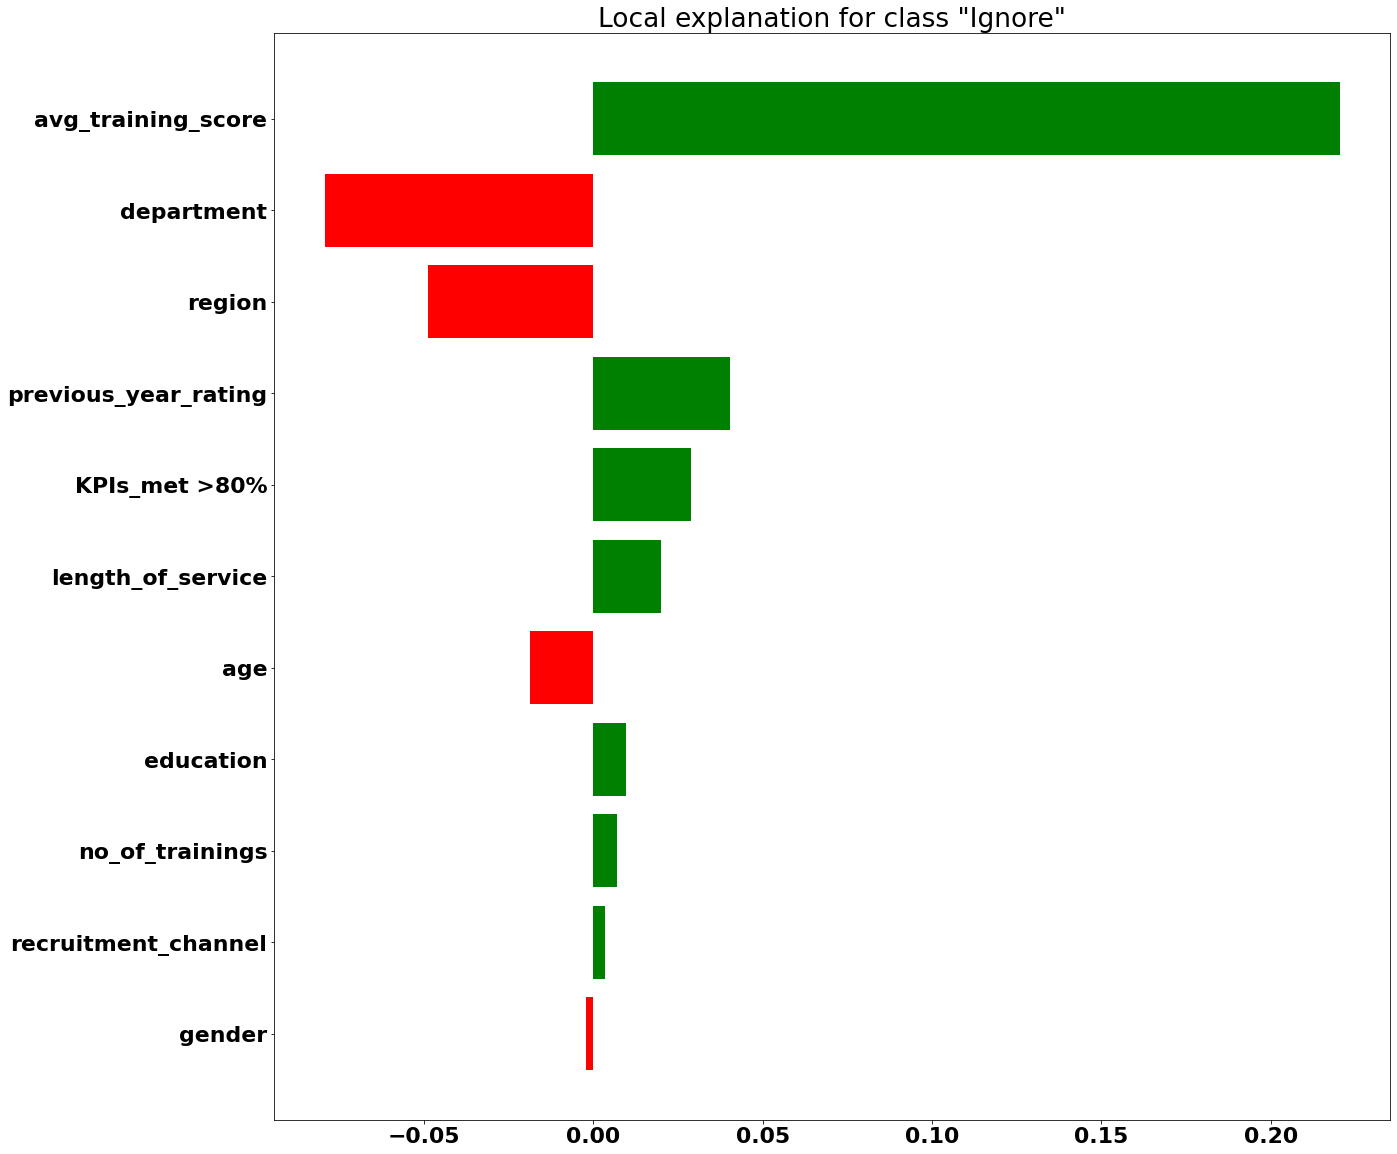 Local explanation for class "Ignore"
avg_training_score
department
region
previous_year_rating
KPIs_met >80%
length_of_service
age
education
no_of_trainings
recruitment_channel
gender
−0.05 0.00 0.05 0.10 0.15 0.20